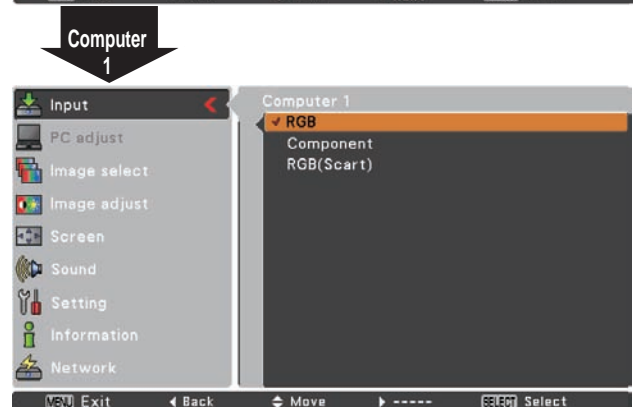 Computer
1
Input
Computer 1
RGB
PC adjust
Component
Image select
RGB(Scart)
Image adjust
Screen
Sound
Setting
Information
Network
MENU Exit Back Move ----- SELECT Select